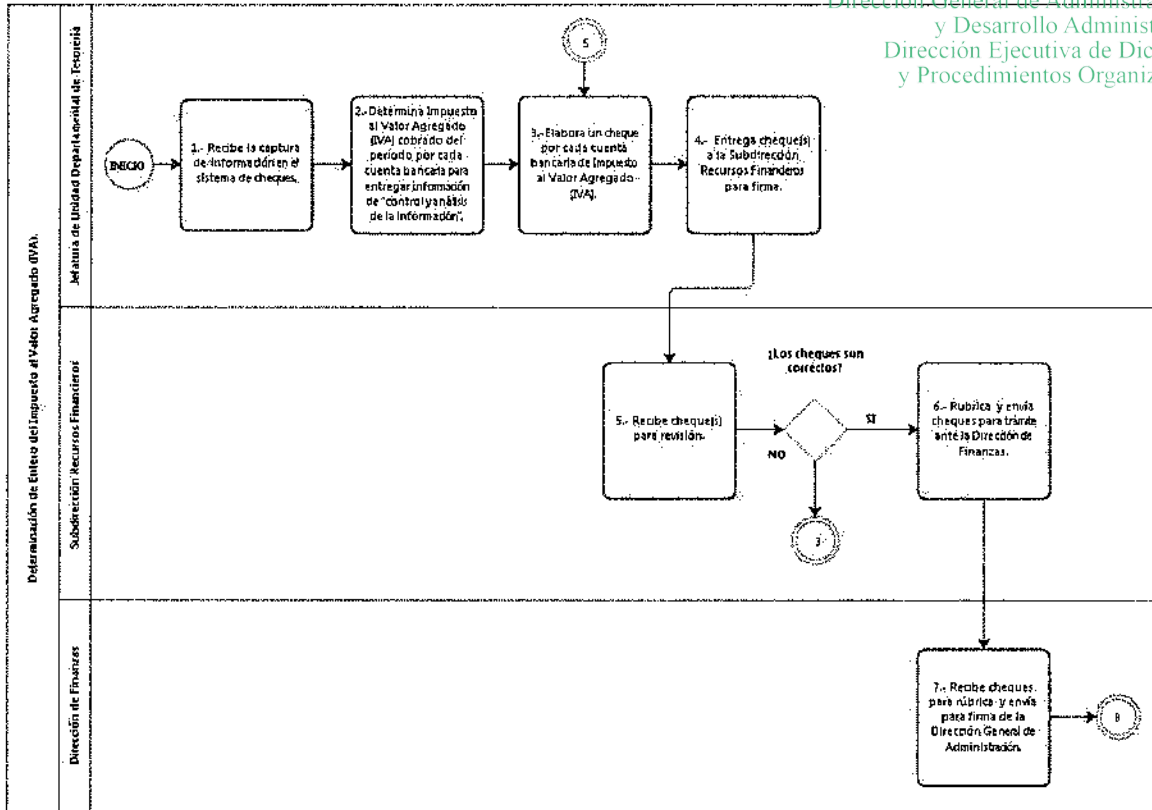 Dirección General de Administra
y Desarrollo Administ
Dirección Ejecutiva de Dic
y Procedimientos Organiz
Determinación de Entero del Impuesto al Valor Agregado (IVA).
Jefatura de Unidad Departamental de Tesorería
INICIO
1.- Recibe la captura
de información en el
sistema de cheques.
2.- Determina Impuesto
al Valor Agregado
(IVA) cobrado del
período, por cada
cuenta bancaria para
entregar información
de "control y análisis
de la información".
5
3.- Elabora un cheque
por cada cuenta
bancaria de Impuesto
al Valor Agregado
(IVA).
4.- Entrega cheque(s)
a la Subdirección
Recursos Financieros
para firma.
Subdirección Recursos Financieros
5.- Recibe cheque(s)
para revisión.
¿Los cheques son
correctos?
SI
NO
3
6.- Rubrica y envía
cheques para trámite
ante la Dirección de
Finanzas.
Dirección de Finanzas
7.- Recibe cheques
para rúbrica y envía
para firma de la
Dirección General de
Administración.
8